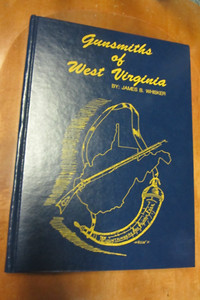 Gunsmiths
of
West Virginia
BY: JAMES B. WHISKER